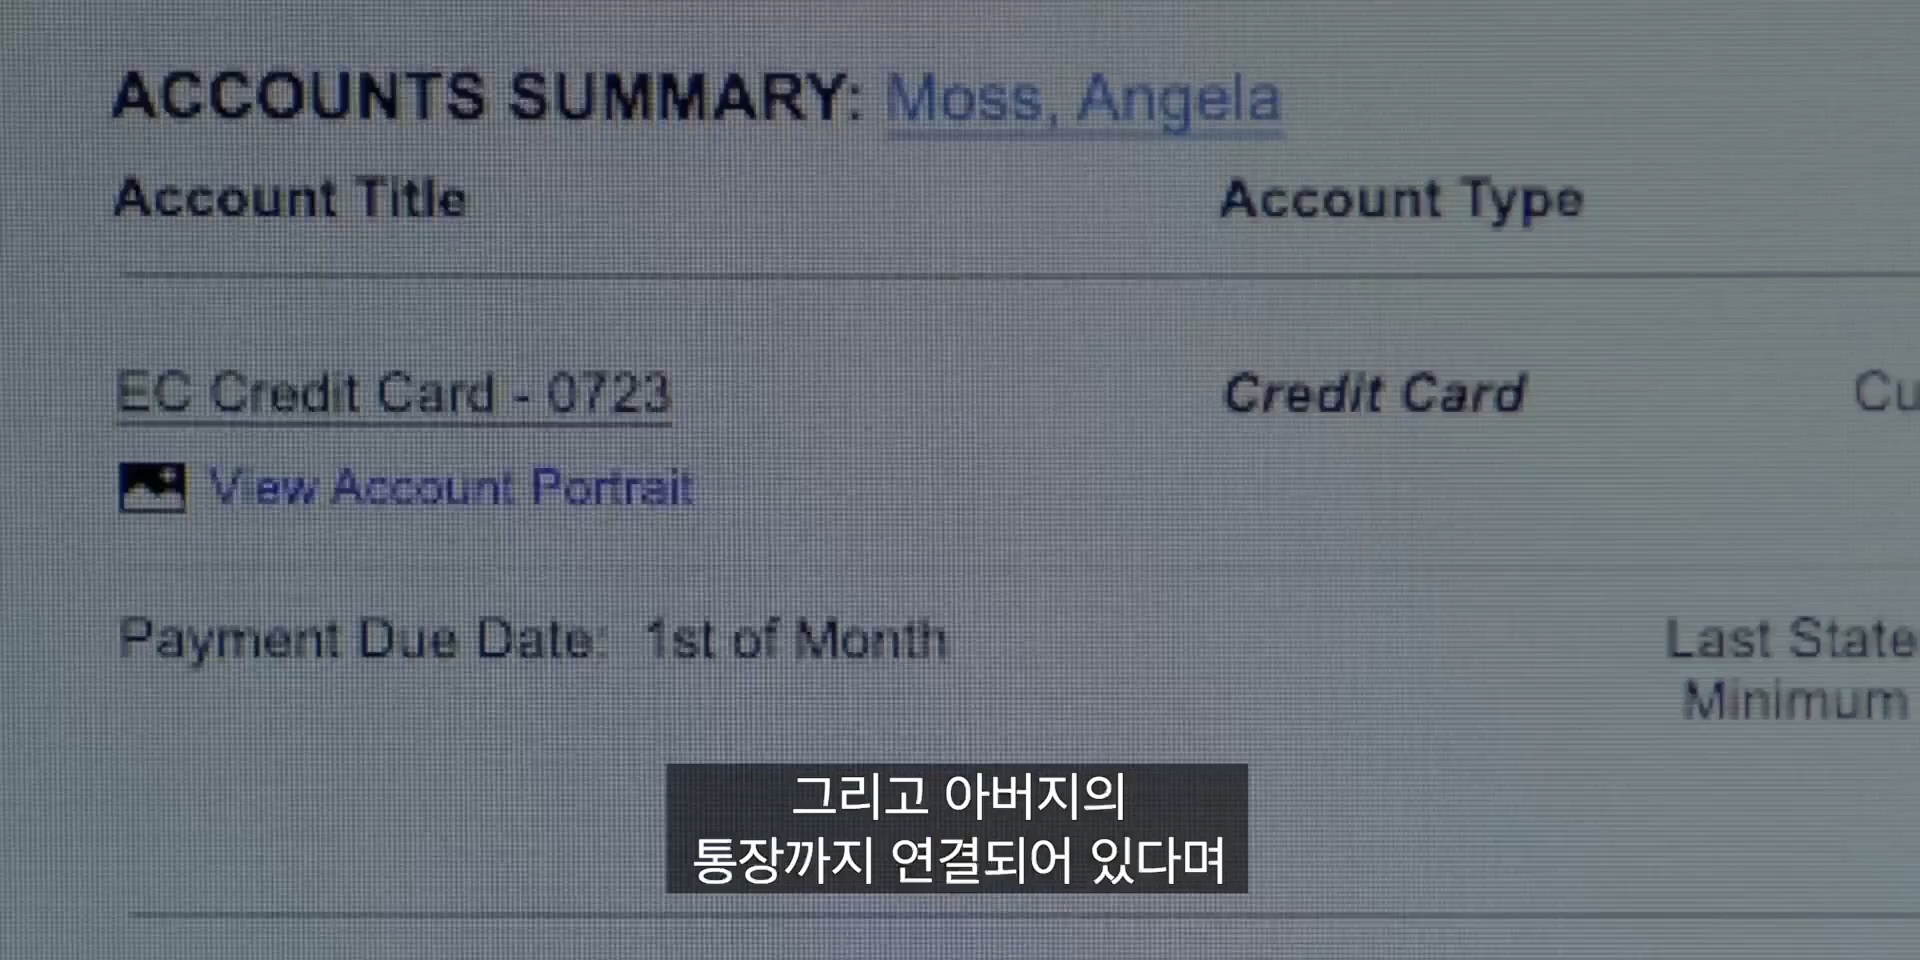 ACCOUNTS SUMMARY: Moss, Angela
Account Title Account Type
EC Credit Card - 0723 Credit Card Cu
View Account Portrait
Payment Due Date: 1st of Month Last State
Minimum
그리고 아버지의
통장까지 연결되어 있다며